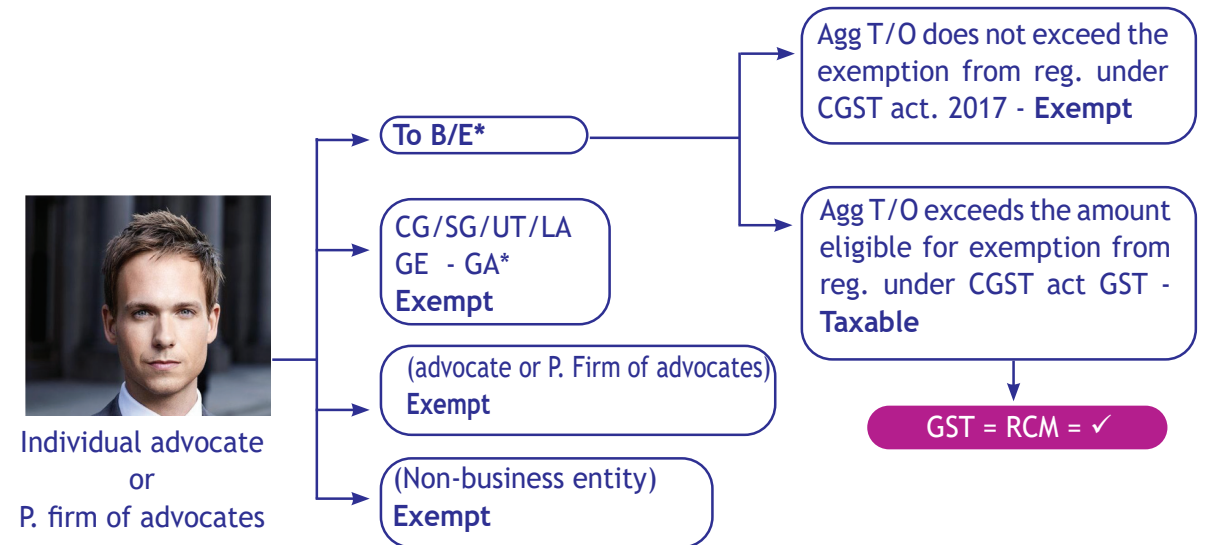 Individual advocate
or
P. firm of advocates
To B/E*
CG/SG/UT/LA
GE - GA*
Exempt
(advocate or P. Firm of advocates)
Exempt
(Non-business entity)
Exempt
Agg T/O does not exceed the
exemption from reg. under
CGST act. 2017 - Exempt
Agg T/O exceeds the amount
eligible for exemption from
reg. under CGST act GST -
Taxable
GST = RCM = ✓